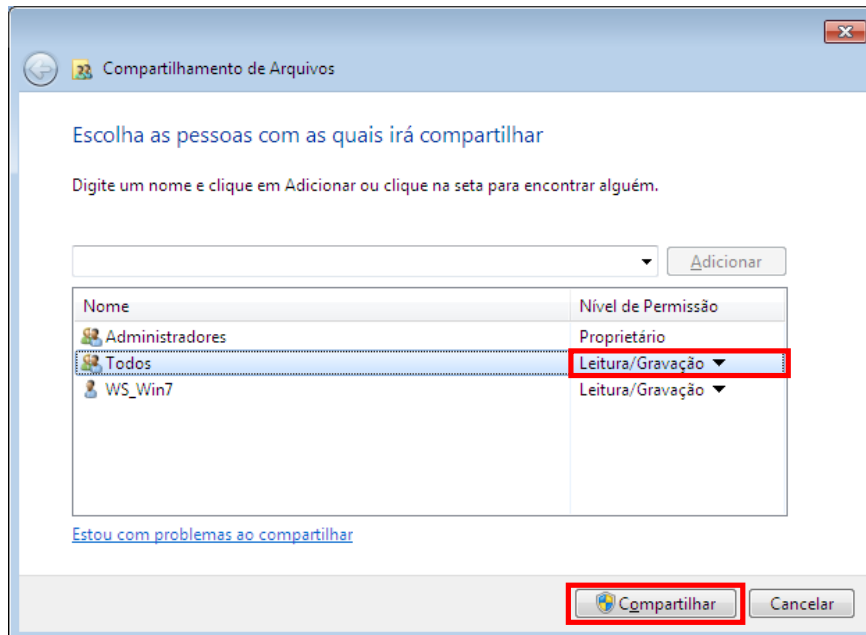 Compartilhamento de Arquivos
Escolha as pessoas com as quais irá compartilhar
Digite um nome e clique em Adicionar ou clique na seta para encontrar alguém.
Adicionar
Nome Nível de Permissão
Administradores Proprietário
Todos Leitura/Gravação
WS_Win7 Leitura/Gravação
Estou com problemas ao compartilhar
Compartilhar Cancelar